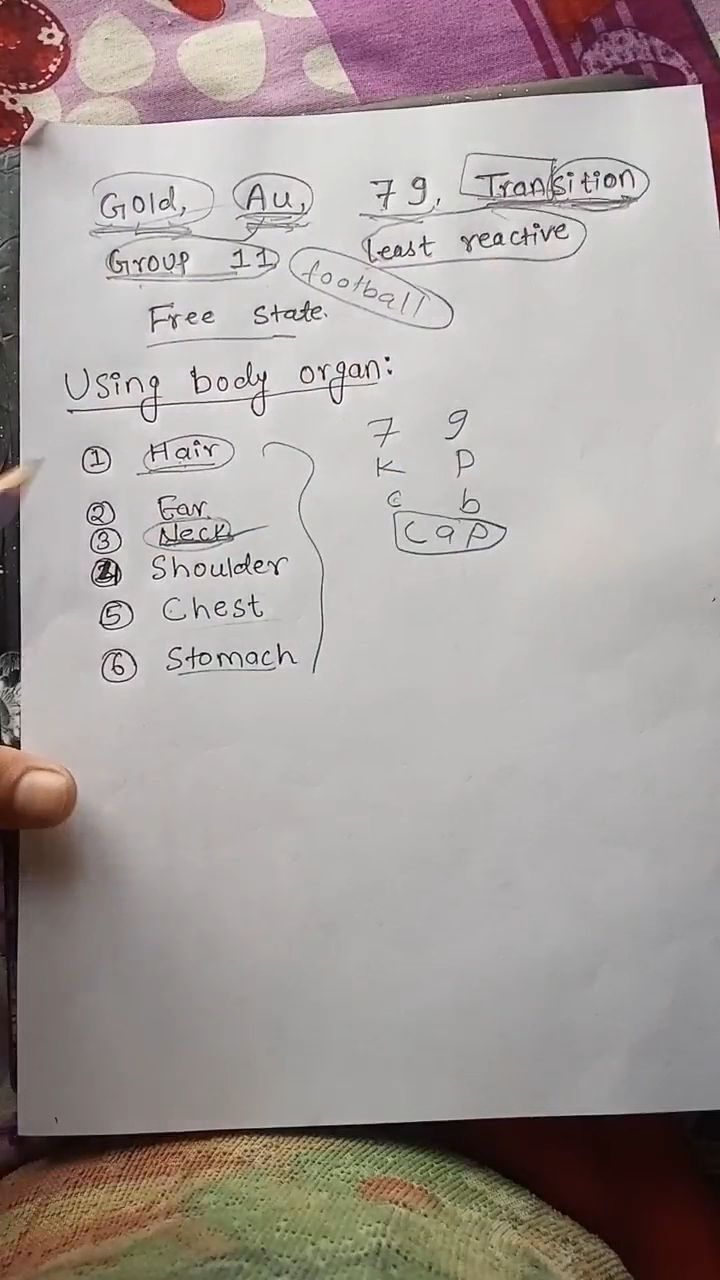 Gold, Au, 79, Transition
Group 11 least reactive
football
Free State.
Using body organ:
① Hair
② Ear
③ Neck
4 Shoulder
⑤ Chest
⑥ Stomach
7 9
K P
c b
Cap